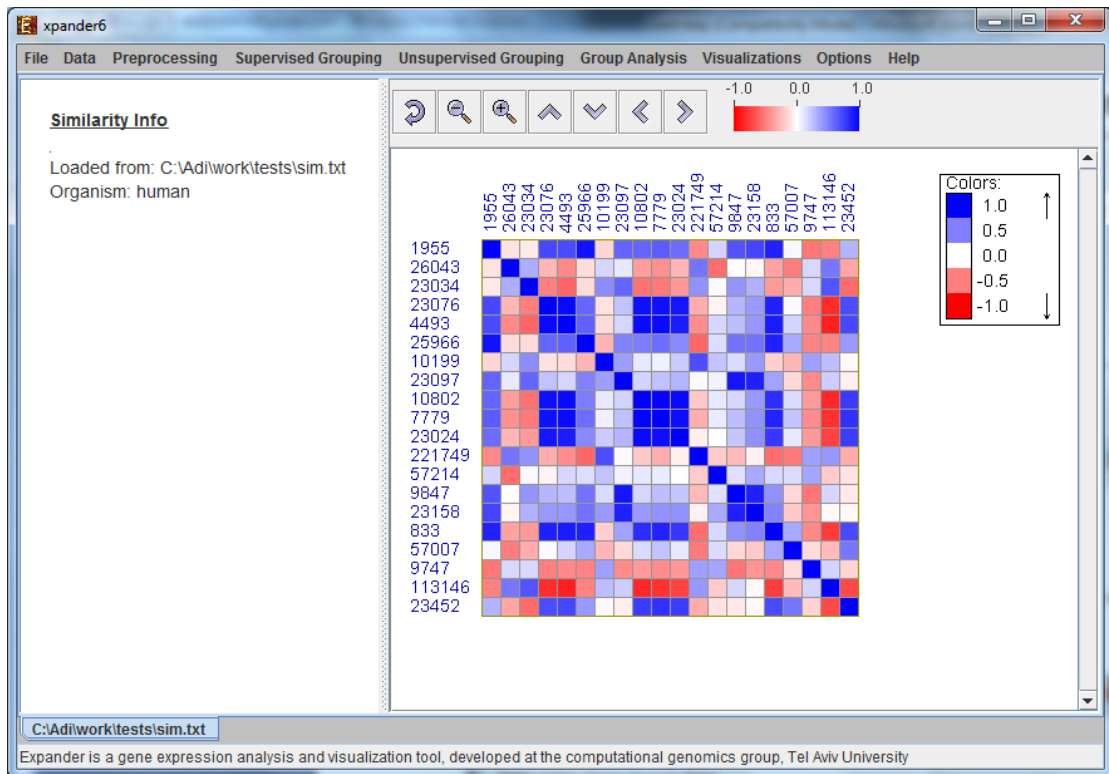 xpander6
File Data Preprocessing Supervised Grouping Unsupervised Grouping Group Analysis Visualizations Options Help
Similarity Info
.
Loaded from: C:\Adi\work\tests\sim.txt
Organism: human
-1.0 0.0 1.0
1955 26043 23034 23076 4493 25966 10199 23097 10802 7779 23024 221749 57214 9847 23158 833 57007 9747 113146 23452
Colors:
1.0
0.5
0.0
-0.5
-1.0
1955
26043
23034
23076
4493
25966
10199
23097
10802
7779
23024
221749
57214
9847
23158
833
57007
9747
113146
23452
C:\Adi\work\tests\sim.txt
Expander is a gene expression analysis and visualization tool, developed at the computational genomics group, Tel Aviv University